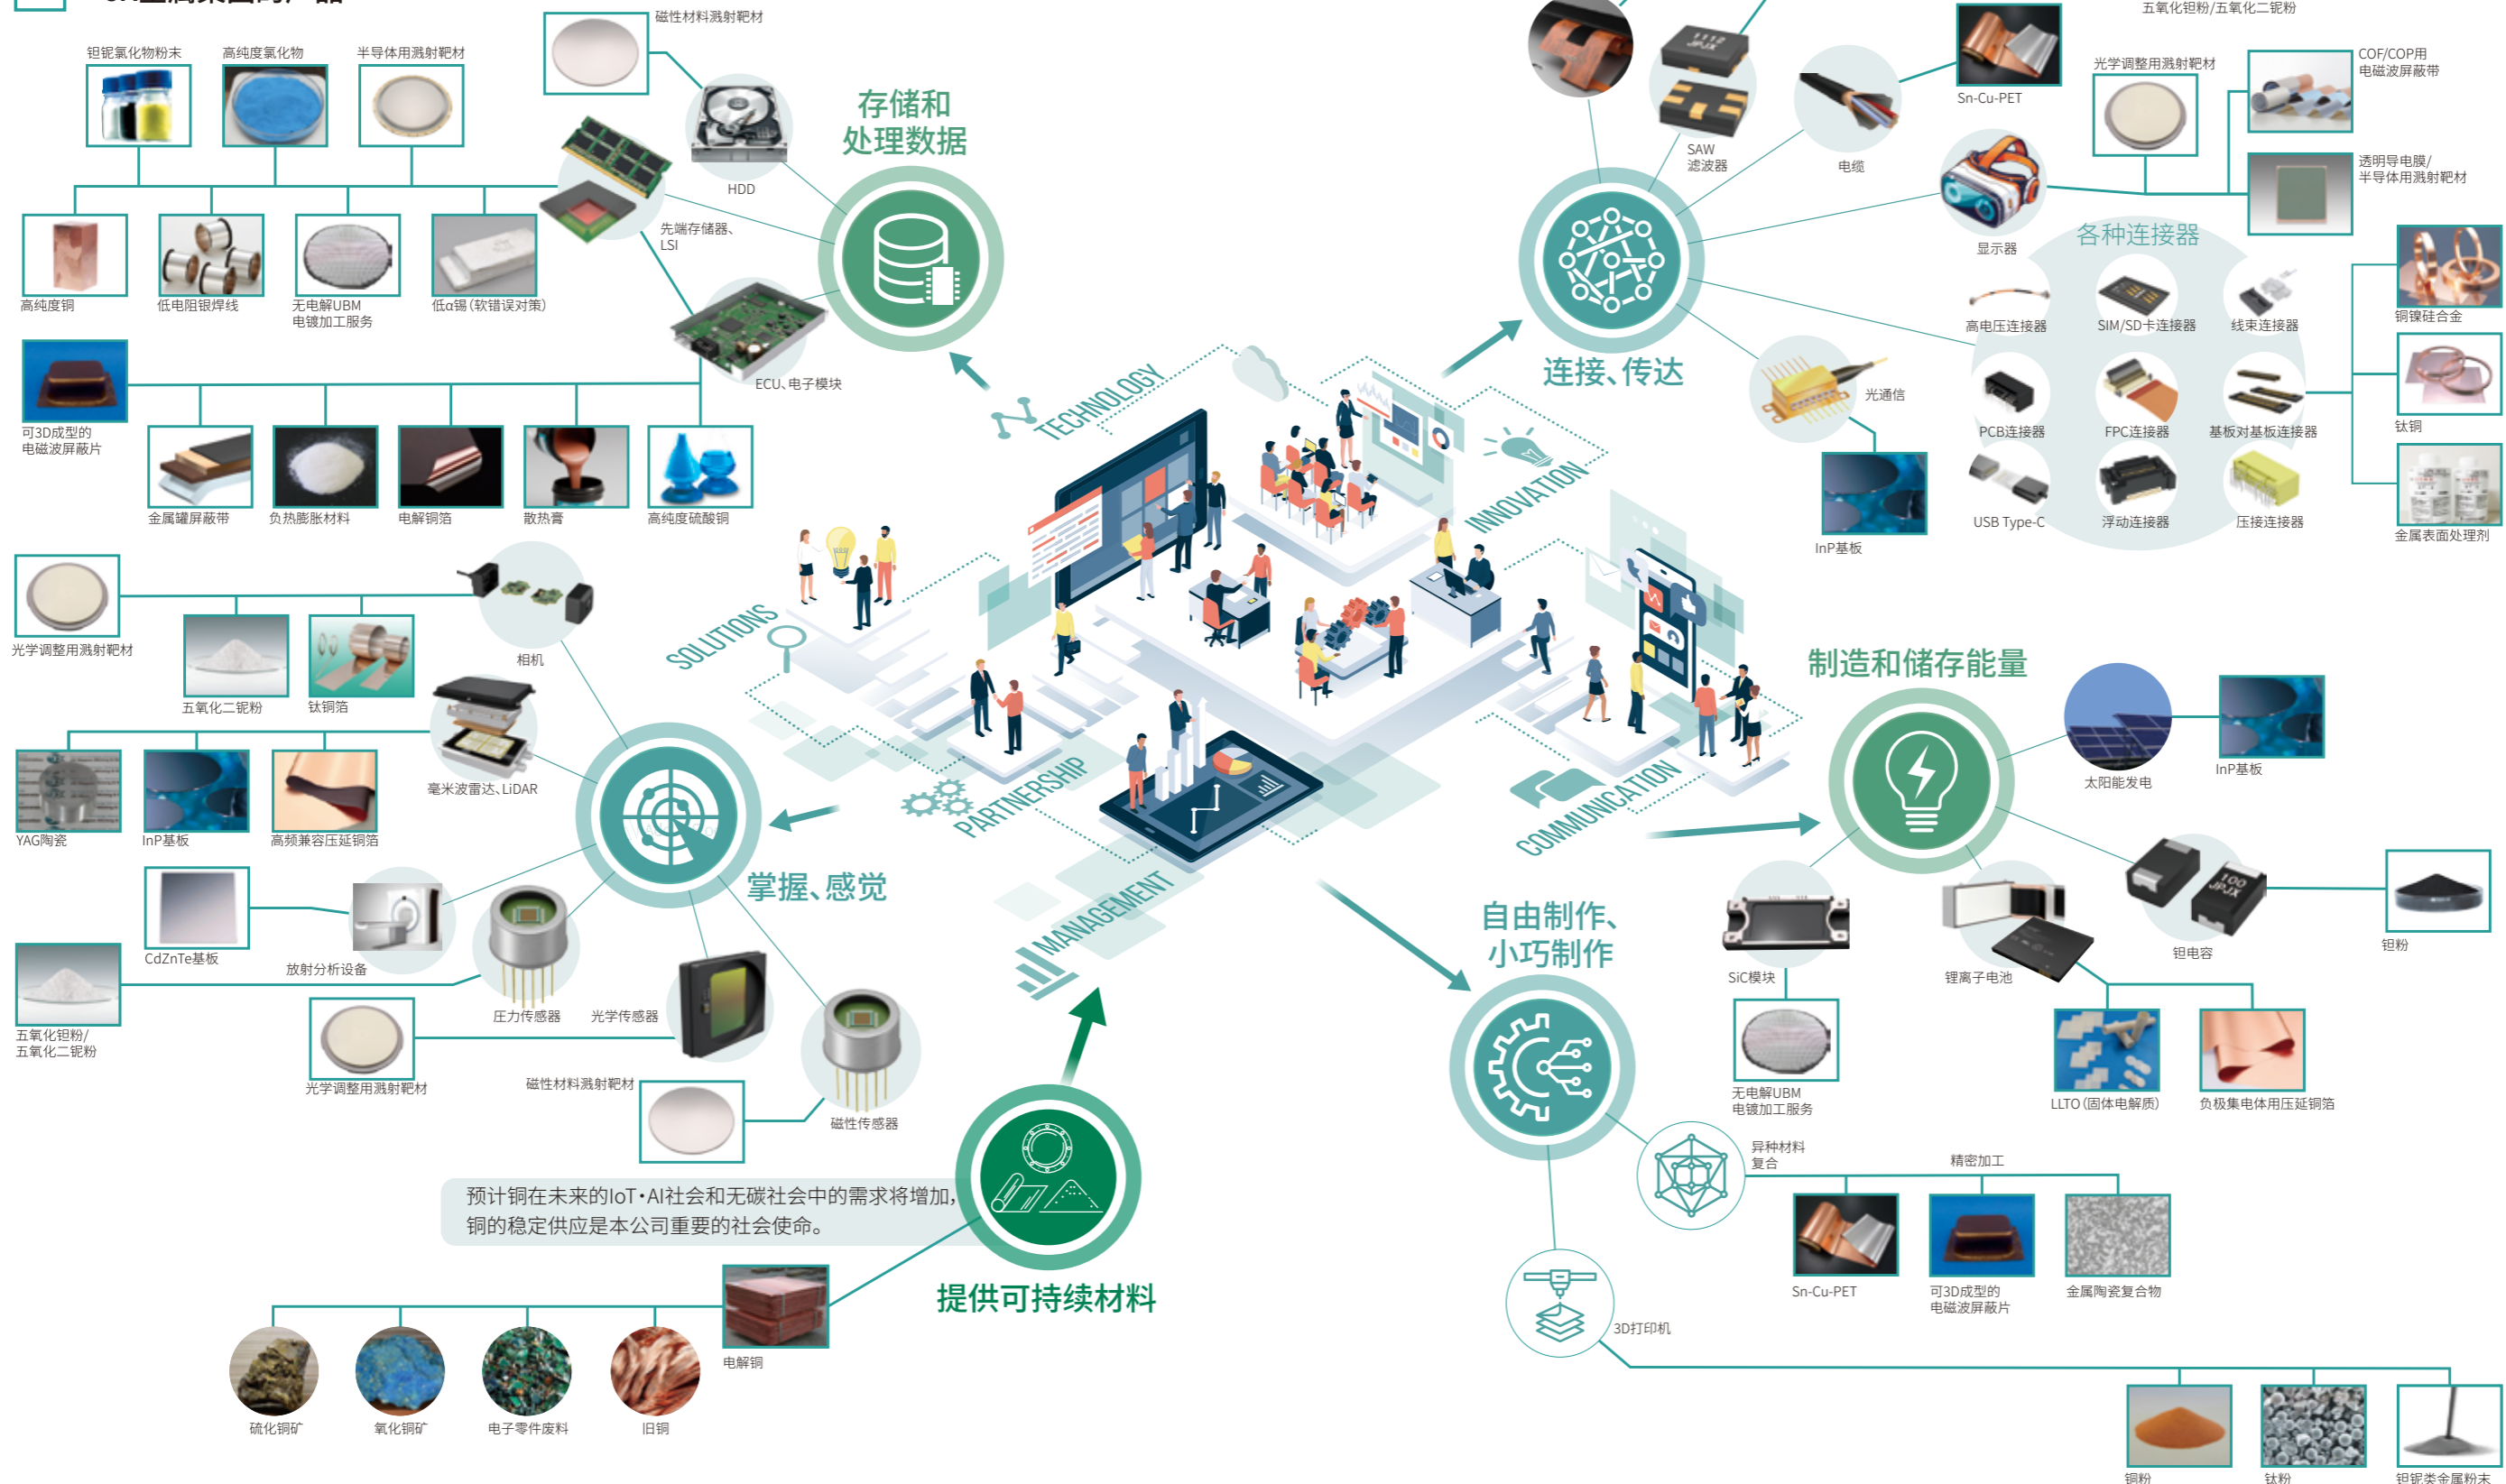 磁性材料溅射靶材
钽铌氯化物粉末
高纯度氯化物
半导体用溅射靶材
存储和
处理数据
HDD
先端存储器、
LSI
高纯度铜
低电阻银焊线
无电解UBM
电镀加工服务
低α锡（软错误对策）
ECU、电子模块
可3D成型的
电磁波屏蔽片
金属罐屏蔽带
负热膨胀材料
电解铜箔
散热膏
高纯度硫酸铜
五氧化钽粉/五氧化二铌粉
1112
JPJX
SAW
滤波器
电缆
Sn-Cu-PET
光学调整用溅射靶材
COF/COP用
电磁波屏蔽带
透明导电膜/
半导体用溅射靶材
显示器
各种连接器
高电压连接器
SIM/SD卡连接器
线束连接器
PCB连接器
FPC连接器
基板对基板连接器
USB Type-C
浮动连接器
压接连接器
铜镍硅合金
钛铜
金属表面处理剂
连接、传达
光通信
InP基板
TECHNOLOGY
INNOVATION
SOLUTIONS
PARTNERSHIP
COMMUNICATION
MANAGEMENT
光学调整用溅射靶材
五氧化二铌粉
钛铜箔
相机
毫米波雷达、LiDAR
YAG陶瓷
InP基板
高频兼容压延铜箔
掌握、感觉
CdZnTe基板
放射分析设备
五氧化钽粉/
五氧化二铌粉
压力传感器
光学传感器
光学调整用溅射靶材
磁性材料溅射靶材
磁性传感器
制造和储存能量
太阳能发电
InP基板
SiC模块
无电解UBM
电镀加工服务
锂离子电池
LLTO（固体电解质）
负极集电体用压延铜箔
100
JPJX
钽电容
钽粉
自由制作、
小巧制作
异种材料
复合
精密加工
Sn-Cu-PET
可3D成型的
电磁波屏蔽片
金属陶瓷复合物
3D打印机
铜粉
钛粉
钽铌类金属粉末
预计铜在未来的IoT・AI社会和无碳社会中的需求将增加，
铜的稳定供应是本公司重要的社会使命。
提供可持续材料
电解铜
硫化铜矿
氧化铜矿
电子零件废料
旧铜